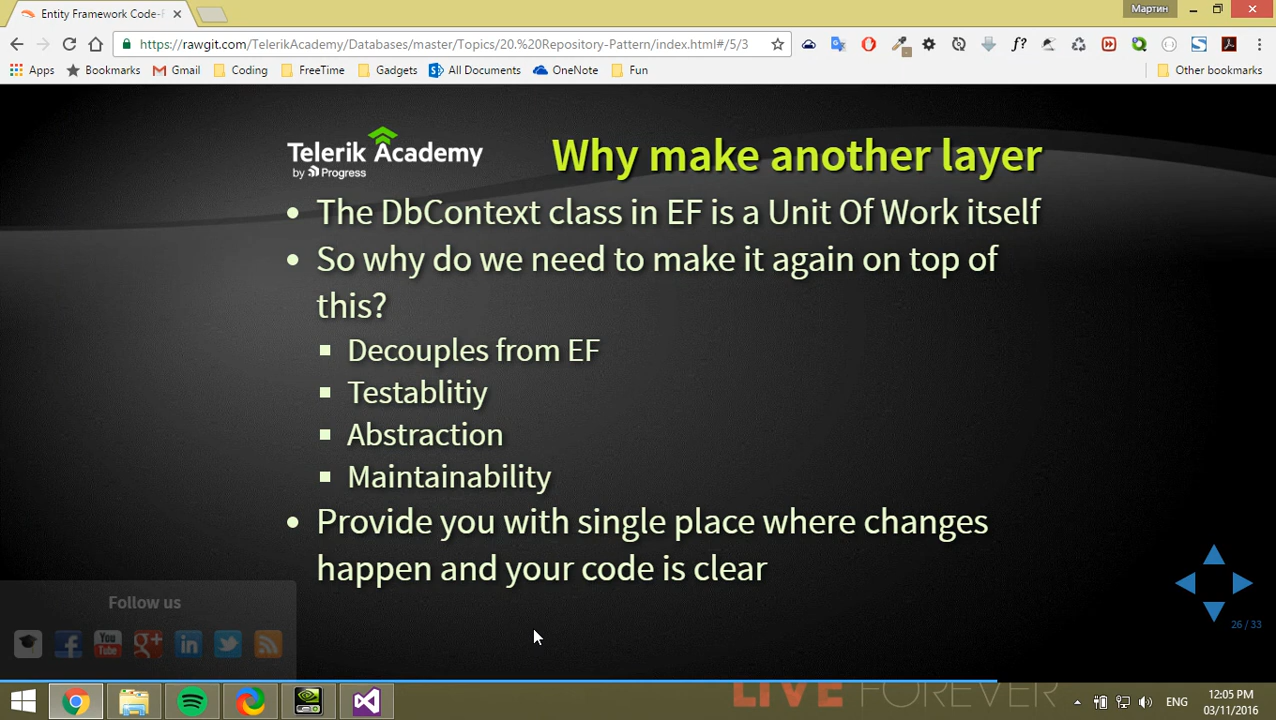 Entity Framework Code-F
Мартин
https://rawgit.com/TelerikAcademy/Databases/master/Topics/20.%20Repository-Pattern/index.html#/5/3
Apps Bookmarks Gmail Coding FreeTime Gadgets All Documents OneNote Fun Other bookmarks
Telerik Academy
by Progress
Why make another layer
The DbContext class in EF is a Unit Of Work itself
So why do we need to make it again on top of
this?
Decouples from EF
Testablitiy
Abstraction
Maintainability
Provide you with single place where changes
happen and your code is clear
Follow us
26 / 33
LIVE FOREVER
ENG
12:05 PM
03/11/2016